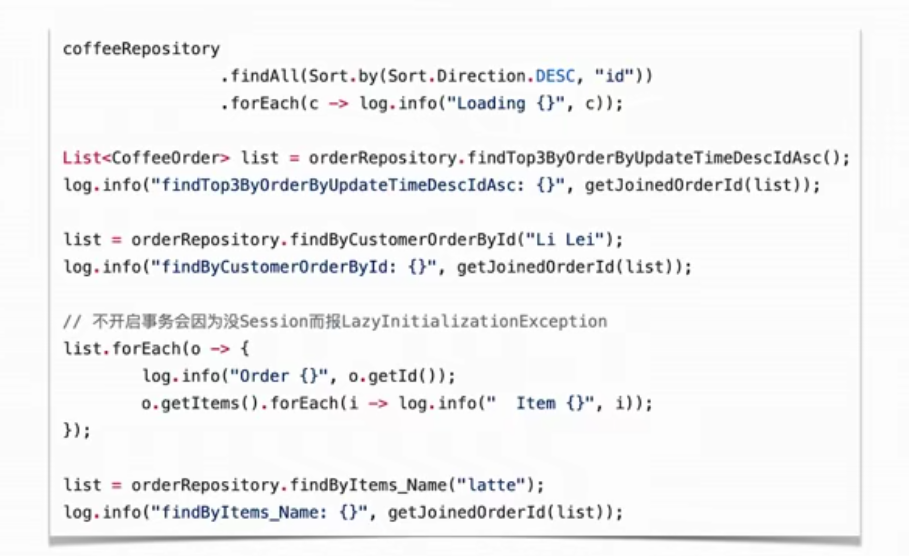 coffeeRepository
.findAll(Sort.by(Sort.Direction.DESC, "id"))
.forEach(c -> log.info("Loading {}", c));
List<CoffeeOrder> list = orderRepository.findTop3ByOrderByUpdateTimeDescIdAsc();
log.info("findTop3ByOrderByUpdateTimeDescIdAsc: {}", getJoinedOrderId(list));
list = orderRepository.findByCustomerOrderById("Li Lei");
log.info("findByCustomerOrderById: {}", getJoinedOrderId(list));
// 不开启事务会因为没Session而报LazyInitializationException
list.forEach(o -> {
log.info("Order {}", o.getId());
o.getItems().forEach(i -> log.info("  Item {}", i));
});
list = orderRepository.findByItems_Name("latte");
log.info("findByItems_Name: {}", getJoinedOrderId(list));